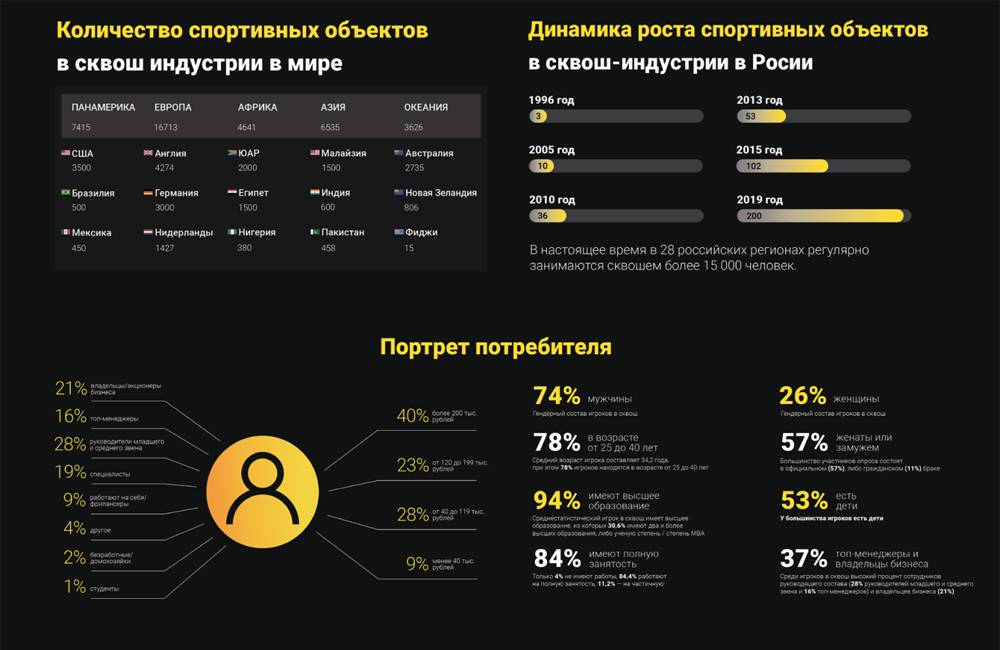 Количество спортивных объектов
в сквош индустрии в мире
ПАНАМЕРИКА ЕВРОПА АФРИКА АЗИЯ ОКЕАНИЯ
7415 16713 4641 6535 3626
США Англия ЮАР Малайзия Австралия
3500 4274 2000 1500 2735
Бразилия Германия Египет Индия Новая Зеландия
500 3000 1500 600 806
Мексика Нидерланды Нигерия Пакистан Фиджи
450 1427 380 458 15
Динамика роста спортивных объектов
в сквош-индустрии в Росии
1996 год 2013 год
3 53
2005 год 2015 год
10 102
2010 год 2019 год
36 200
В настоящее время в 28 российских регионах регулярно
занимаются сквошем более 15 000 человек.
Портрет потребителя
21% владельцы/акционеры
бизнеса
16% топ-менеджеры
28% руководители младшего
и среднего звена
19% специалисты
9% работают на себя/
фрилансеры
4% другое
2% безработные/
домохозяйки
1% студенты
40% более 200 тыс.
рублей
23% от 120 до 199 тыс.
рублей
28% от 40 до 119 тыс.
рублей
9% менее 40 тыс.
рублей
74% мужчины
Гендерный состав игроков в сквош
78% в возрасте
от 25 до 40 лет
Средний возраст игрока составляет 34,2 года,
при этом 78% игроков находятся в возрасте от 25 до 40 лет
94% имеют высшее
образование
Среднестатистический игрок в сквош имеет высшее
образование, из которых 30,6% имеют два и более
высших образования, либо ученую степень / степень MBA
84% имеют полную
занятость
Только 4% не имеют работы, 84,4% работают
на полную занятость, 11,2% — на частичную
26% женщины
Гендерный состав игроков в сквош
57% женаты или
замужем
Большинство участников опроса состоят
в официальном (57%), либо гражданском (11%) браке
53% есть
дети
У большинства игроков есть дети
37% топ-менеджеры и
владельцы бизнеса
Среди игроков в сквош высокий процент сотрудников
руководящего состава (28% руководителей младшего и среднего
звена и 16% топ-менеджеров) и владельцев бизнеса (21%)